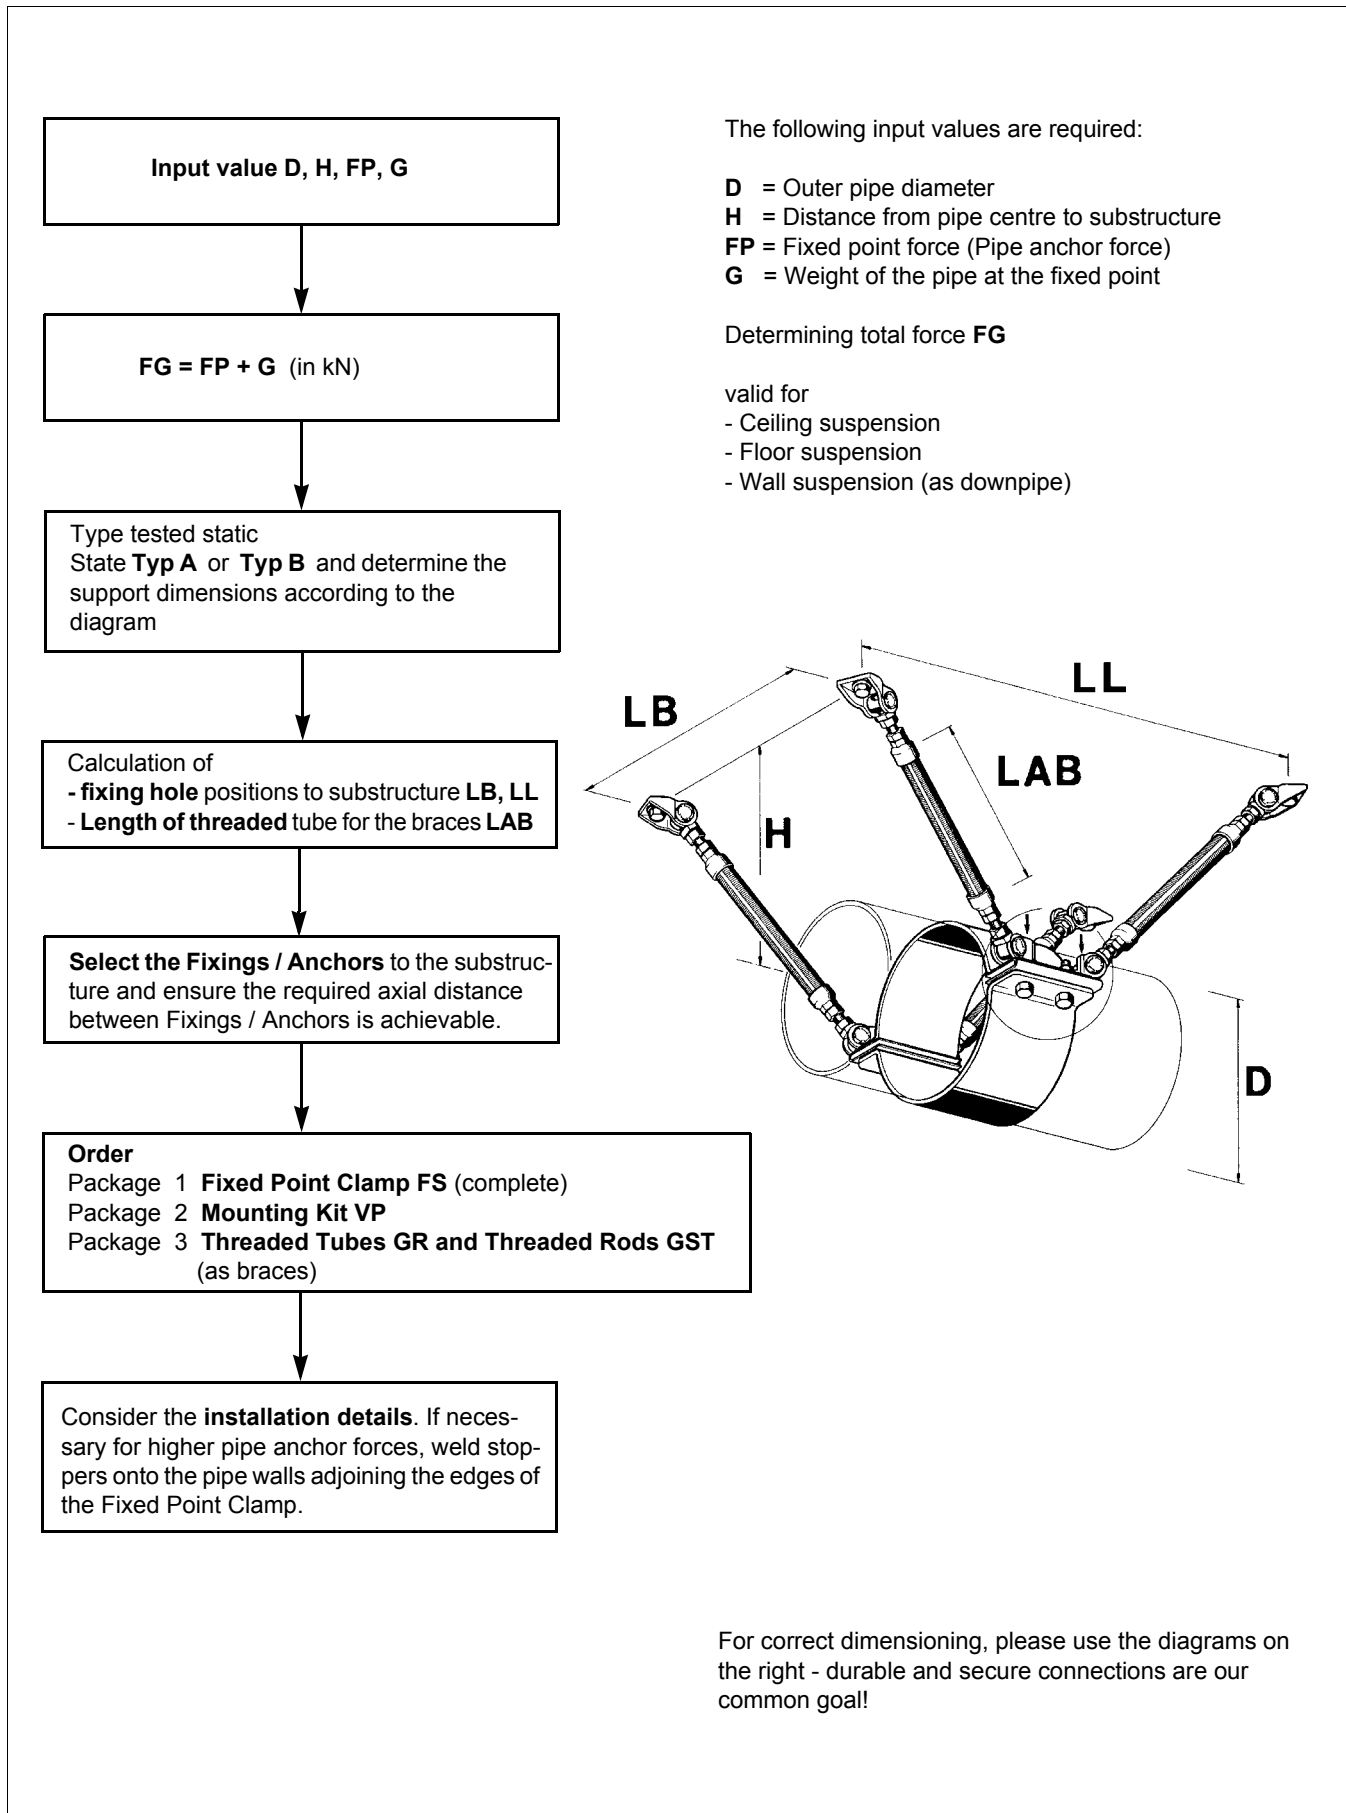 Input value D, H, FP, G
FG = FP + G (in kN)
Type tested static
State Typ A or Typ B and determine the
support dimensions according to the
diagram
Calculation of
- fixing hole positions to substructure LB, LL
- Length of threaded tube for the braces LAB
Select the Fixings / Anchors to the substruc-
ture and ensure the required axial distance
between Fixings / Anchors is achievable.
Order
Package 1 Fixed Point Clamp FS (complete)
Package 2 Mounting Kit VP
Package 3 Threaded Tubes GR and Threaded Rods GST
(as braces)
Consider the installation details. If neces-
sary for higher pipe anchor forces, weld stop-
pers onto the pipe walls adjoining the edges of
the Fixed Point Clamp.
The following input values are required:
D = Outer pipe diameter
H = Distance from pipe centre to substructure
FP = Fixed point force (Pipe anchor force)
G = Weight of the pipe at the fixed point
Determining total force FG
valid for
- Ceiling suspension
- Floor suspension
- Wall suspension (as downpipe)
LB
LL
LAB
H
D
For correct dimensioning, please use the diagrams on
the right - durable and secure connections are our
common goal!